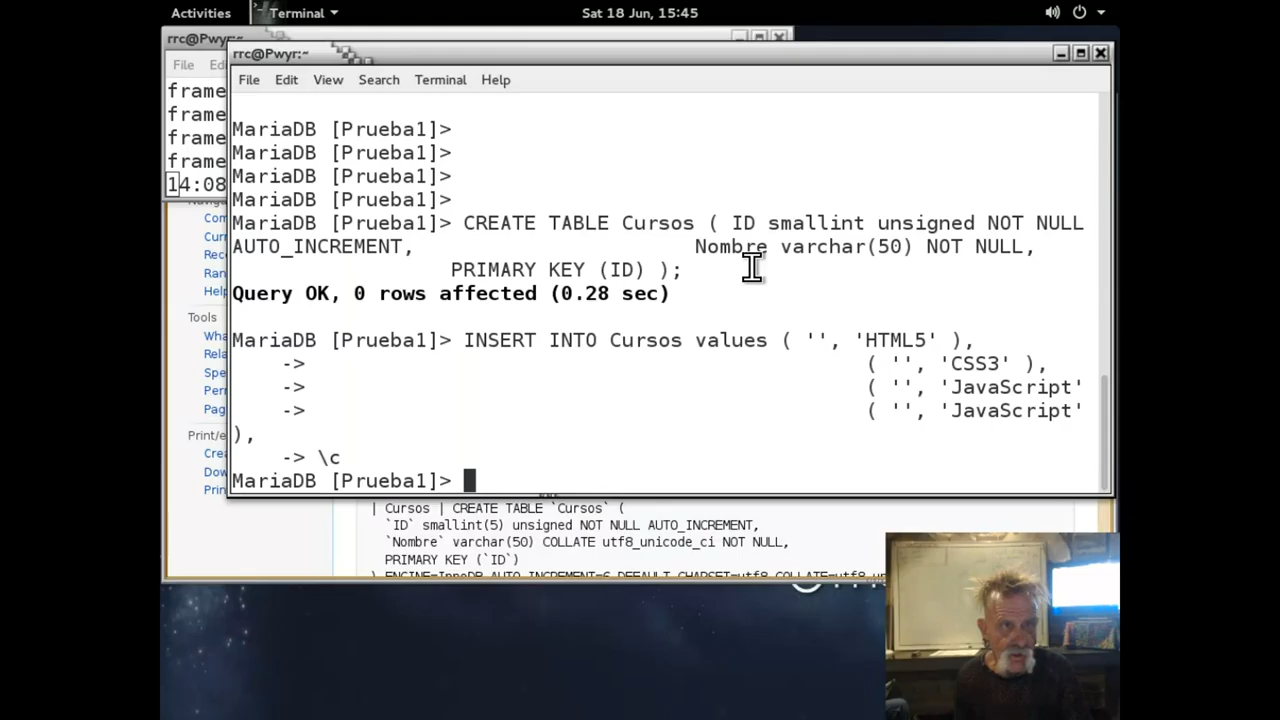 Activities
Terminal
Sat 18 Jun, 15:45
rrc@Pwyr:~
rrc@Pwyr:~
File
File Edit View Search Terminal Help
frame
frame
frame
frame
14:08
MariaDB [Prueba1]>
MariaDB [Prueba1]>
MariaDB [Prueba1]>
MariaDB [Prueba1]>
MariaDB [Prueba1]> CREATE TABLE Cursos ( ID smallint unsigned NOT NULL
AUTO_INCREMENT, Nombre varchar(50) NOT NULL,
PRIMARY KEY (ID) );
Query OK, 0 rows affected (0.28 sec)
MariaDB [Prueba1]> INSERT INTO Cursos values ( '', 'HTML5' ),
-> ( '', 'CSS3' ),
-> ( '', 'JavaScript'
-> ( '', 'JavaScript'
),
-> \c
MariaDB [Prueba1]>
Tools
Print/e
| Cursos | CREATE TABLE `Cursos` (
`ID` smallint(5) unsigned NOT NULL AUTO_INCREMENT,
`Nombre` varchar(50) COLLATE utf8_unicode_ci NOT NULL,
PRIMARY KEY (`ID`)